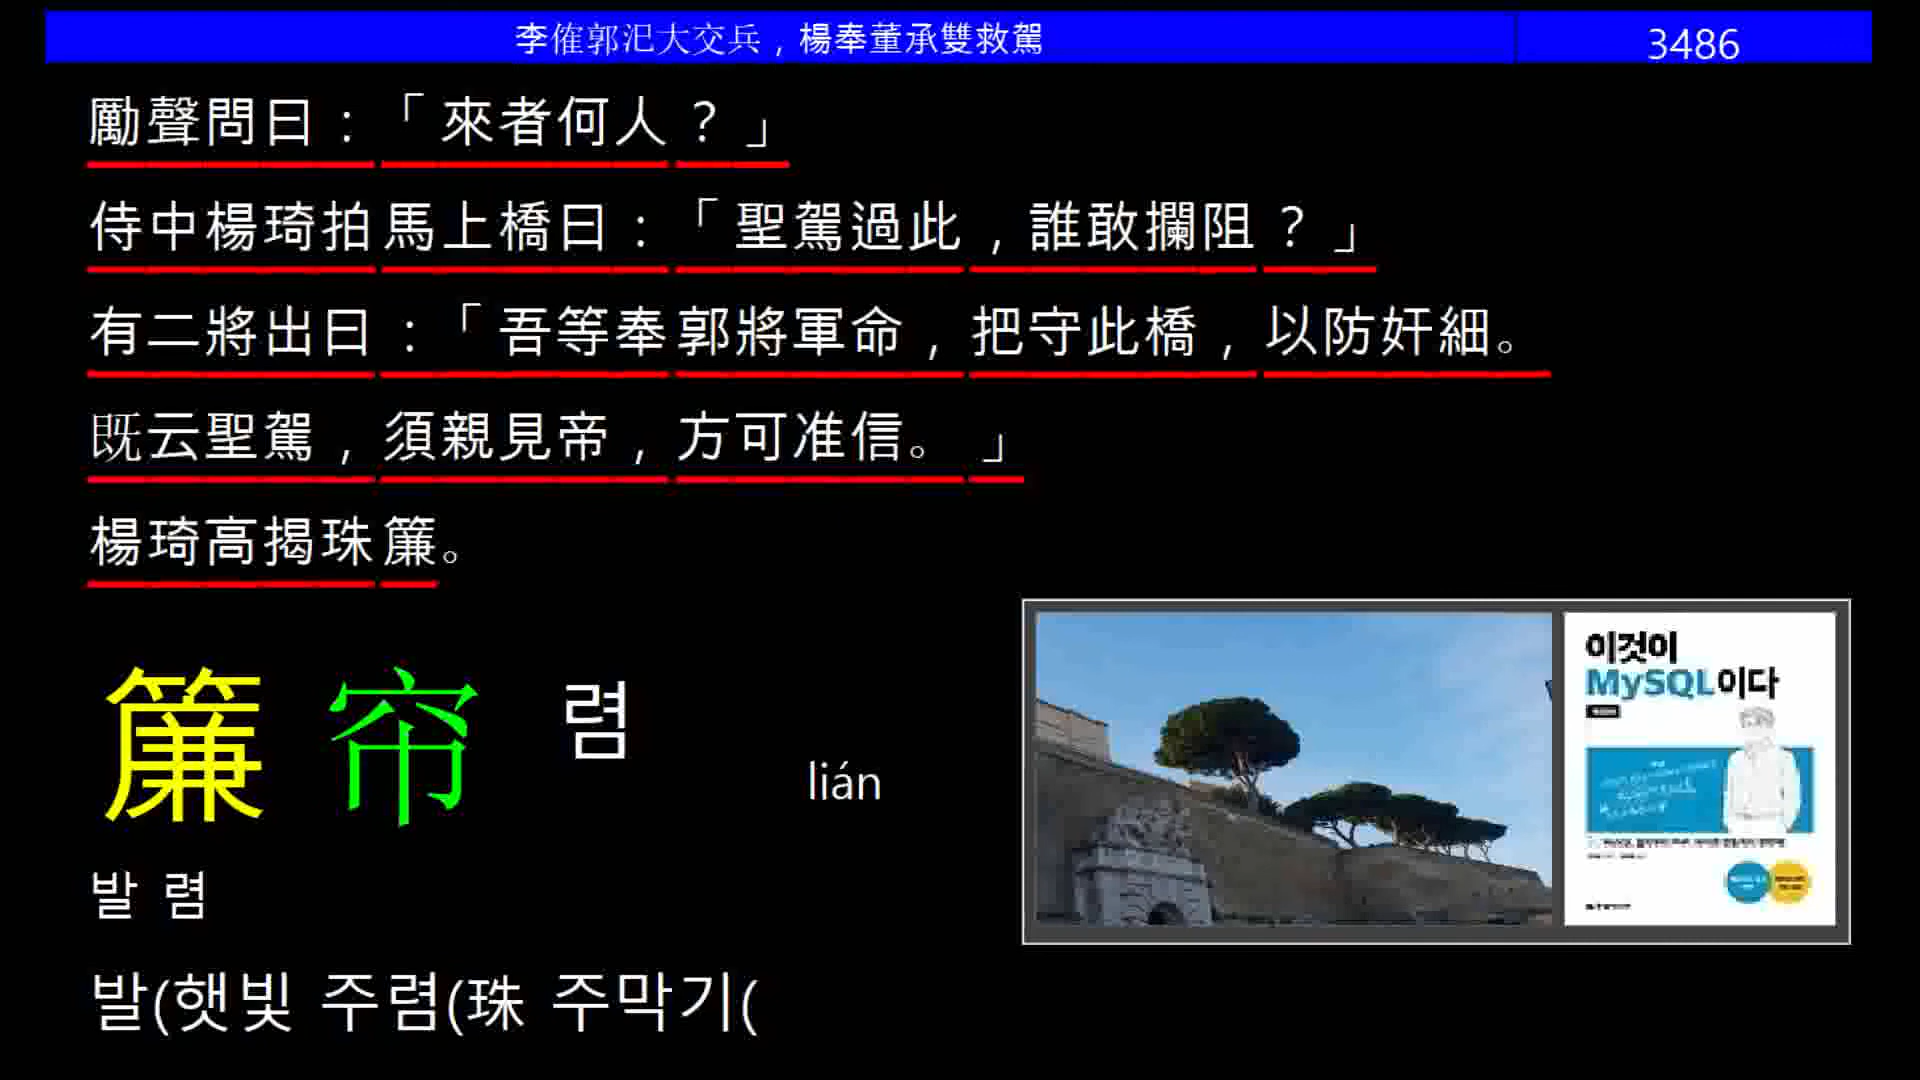 李傕郭汜大交兵，楊奉董承雙救駕
3486
勵聲問曰：「來者何人？」
侍中楊琦拍馬上橋曰：「聖駕過此，誰敢攔阻？」
有二將出曰：「吾等奉郭將軍命，把守此橋，以防奸細。
既云聖駕，須親見帝，方可准信。」
楊琦高揭珠簾。
簾 帘 렴
lián
발 렴
발(햇빛 주렴(珠 주막기(
이것이
MySQL이다